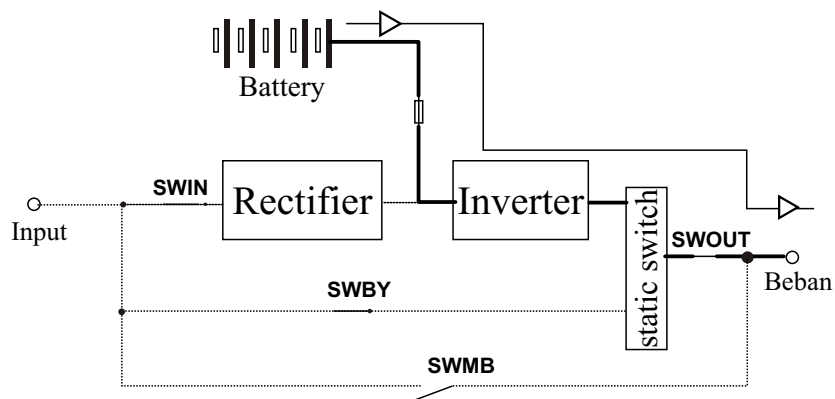 Battery
SWIN
Rectifier
Inverter
Input
static switch
SWOUT
Beban
SWBY
SWMB